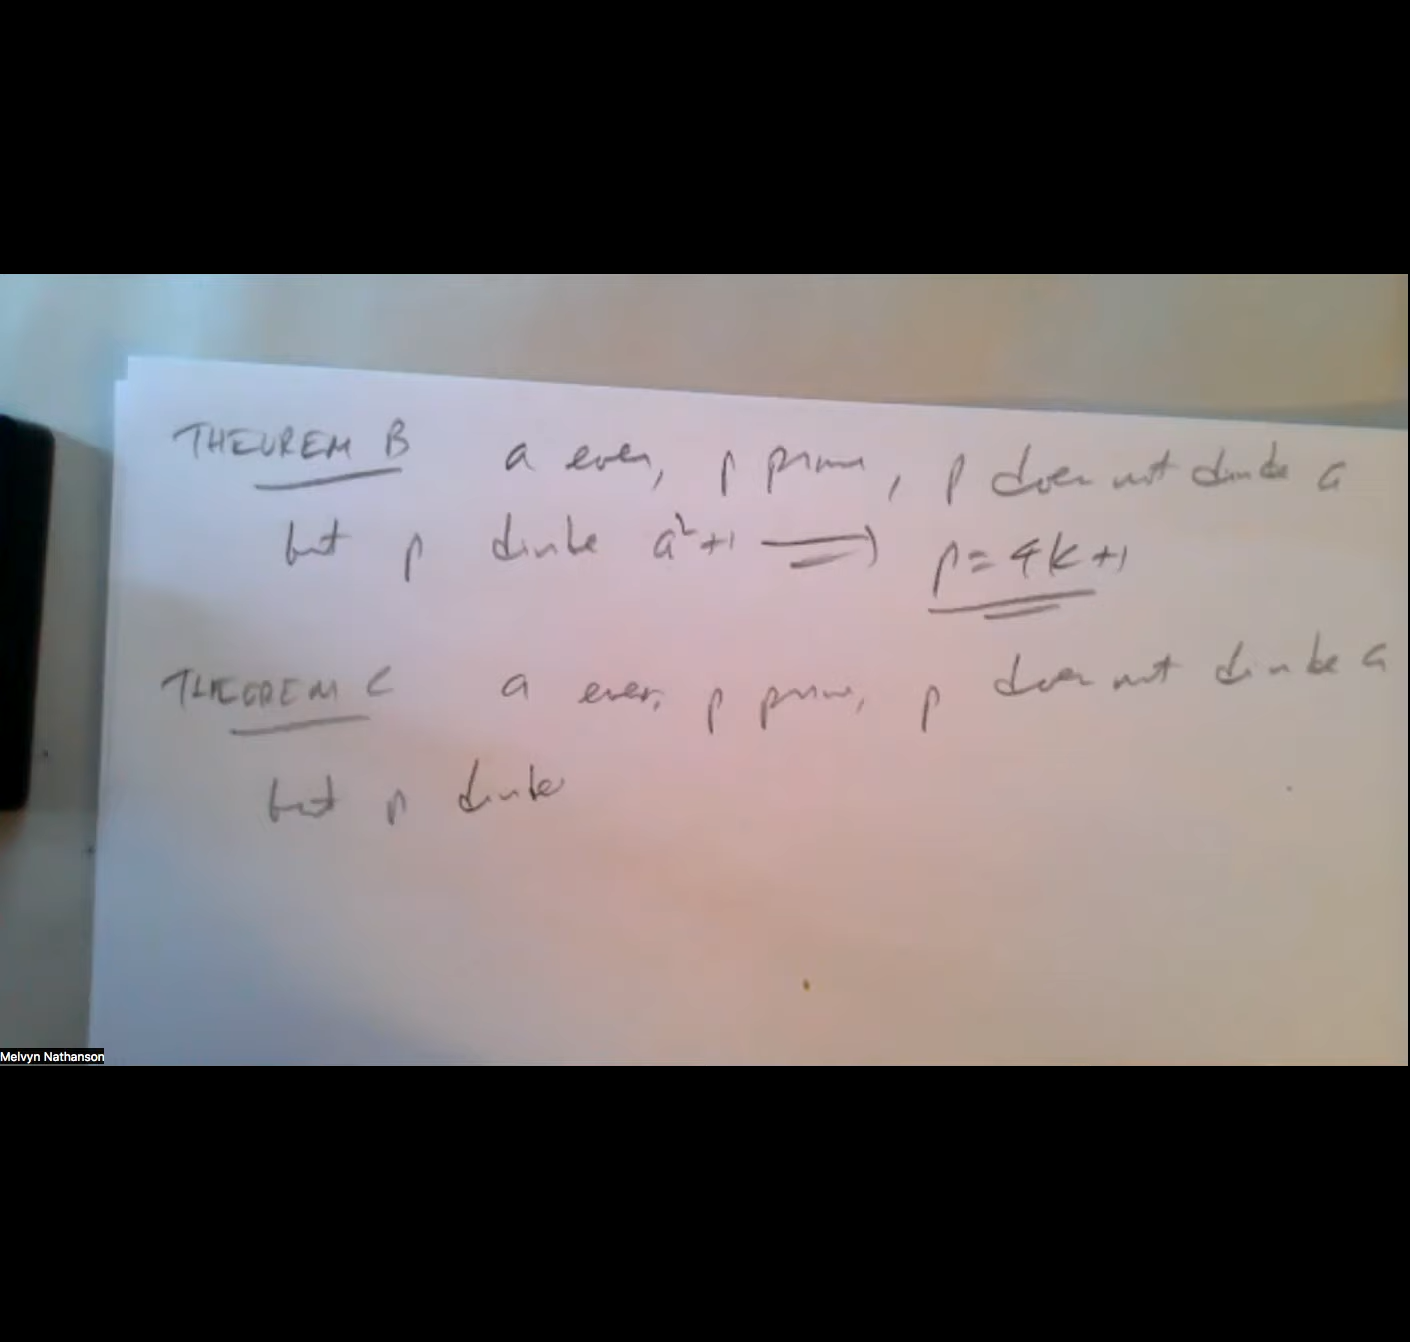 THEOREM B a even, p prime, p does not divide a
but p divide a²+1 ⟹ p=4k+1
THEOREM C a even, p prime, p does not divide a
but p divides
Melvyn Nathanson